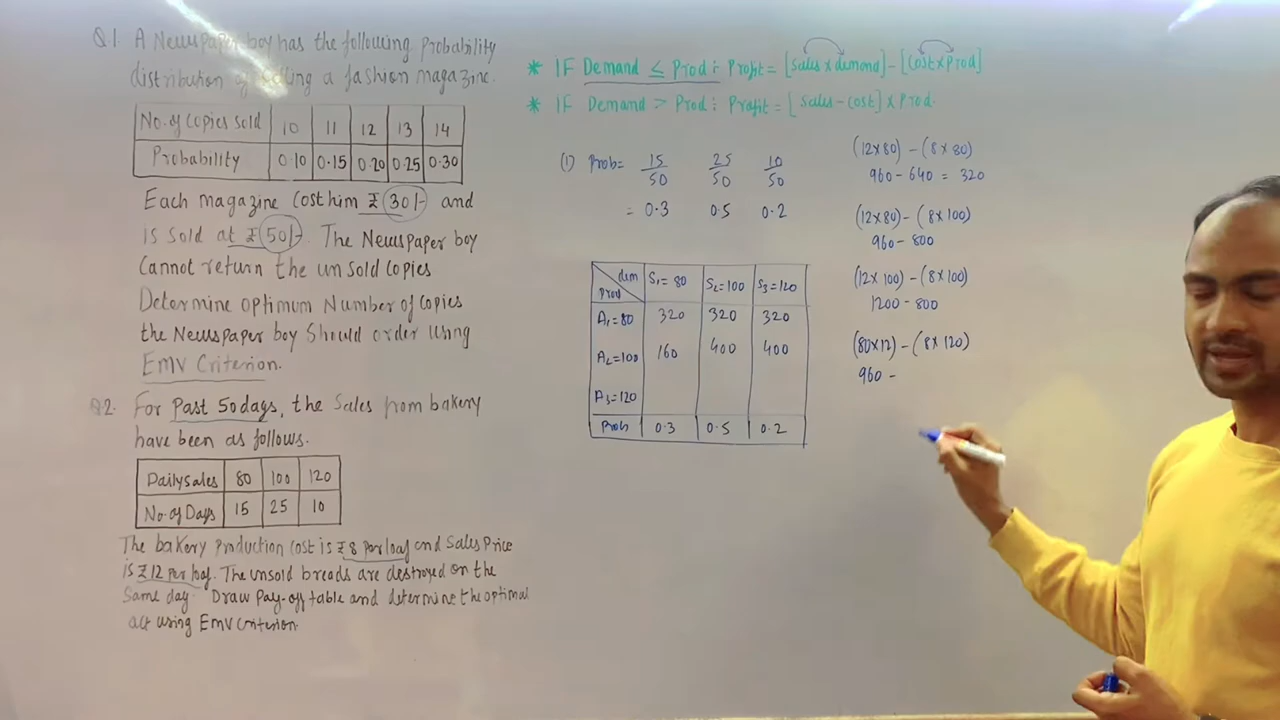 Q1. A Newspaper boy has the following Probability
distribution of selling a fashion magazine.
No. of Copies sold 10 11 12 13 14
Probability 0.10 0.15 0.20 0.25 0.30
Each magazine Cost him ₹ 30/- and
is sold at ₹ 50/-. The Newspaper boy
Cannot return the unsold copies
Determine optimum Number of copies
the Newspaper boy Should order using
EMV Criterion.
Q2. For Past 50 days, the Sales from bakery
have been as follows.
Daily sales 80 100 120
No. of Days 15 25 10
The bakery Production Cost is ₹ 8 Per loaf and Sales Price
is ₹ 12 Per loaf. The unsold breads are destroyed on the
Same day. Draw Pay-off table and determine the optimal
act using EMV Criterion.
* IF Demand ≤ Prod : Profit = [Sales x demand] - [Cost x Prod]
* IF Demand > Prod : Profit = [Sales - Cost] x Prod.
(1) Prob = 15/50 25/50 10/50
= 0.3 0.5 0.2
dem Prod S₁ = 80 S₂ = 100 S₃ = 120
A₁ = 80 320 320 320
A₂ = 100 160 400 400
A₃ = 120
Prob 0.3 0.5 0.2
(12 x 80) - (8 x 80)
960 - 640 = 320
(12 x 80) - (8 x 100)
960 - 800
(12 x 100) - (8 x 100)
1200 - 800
(80 x 12) - (8 x 120)
960 -